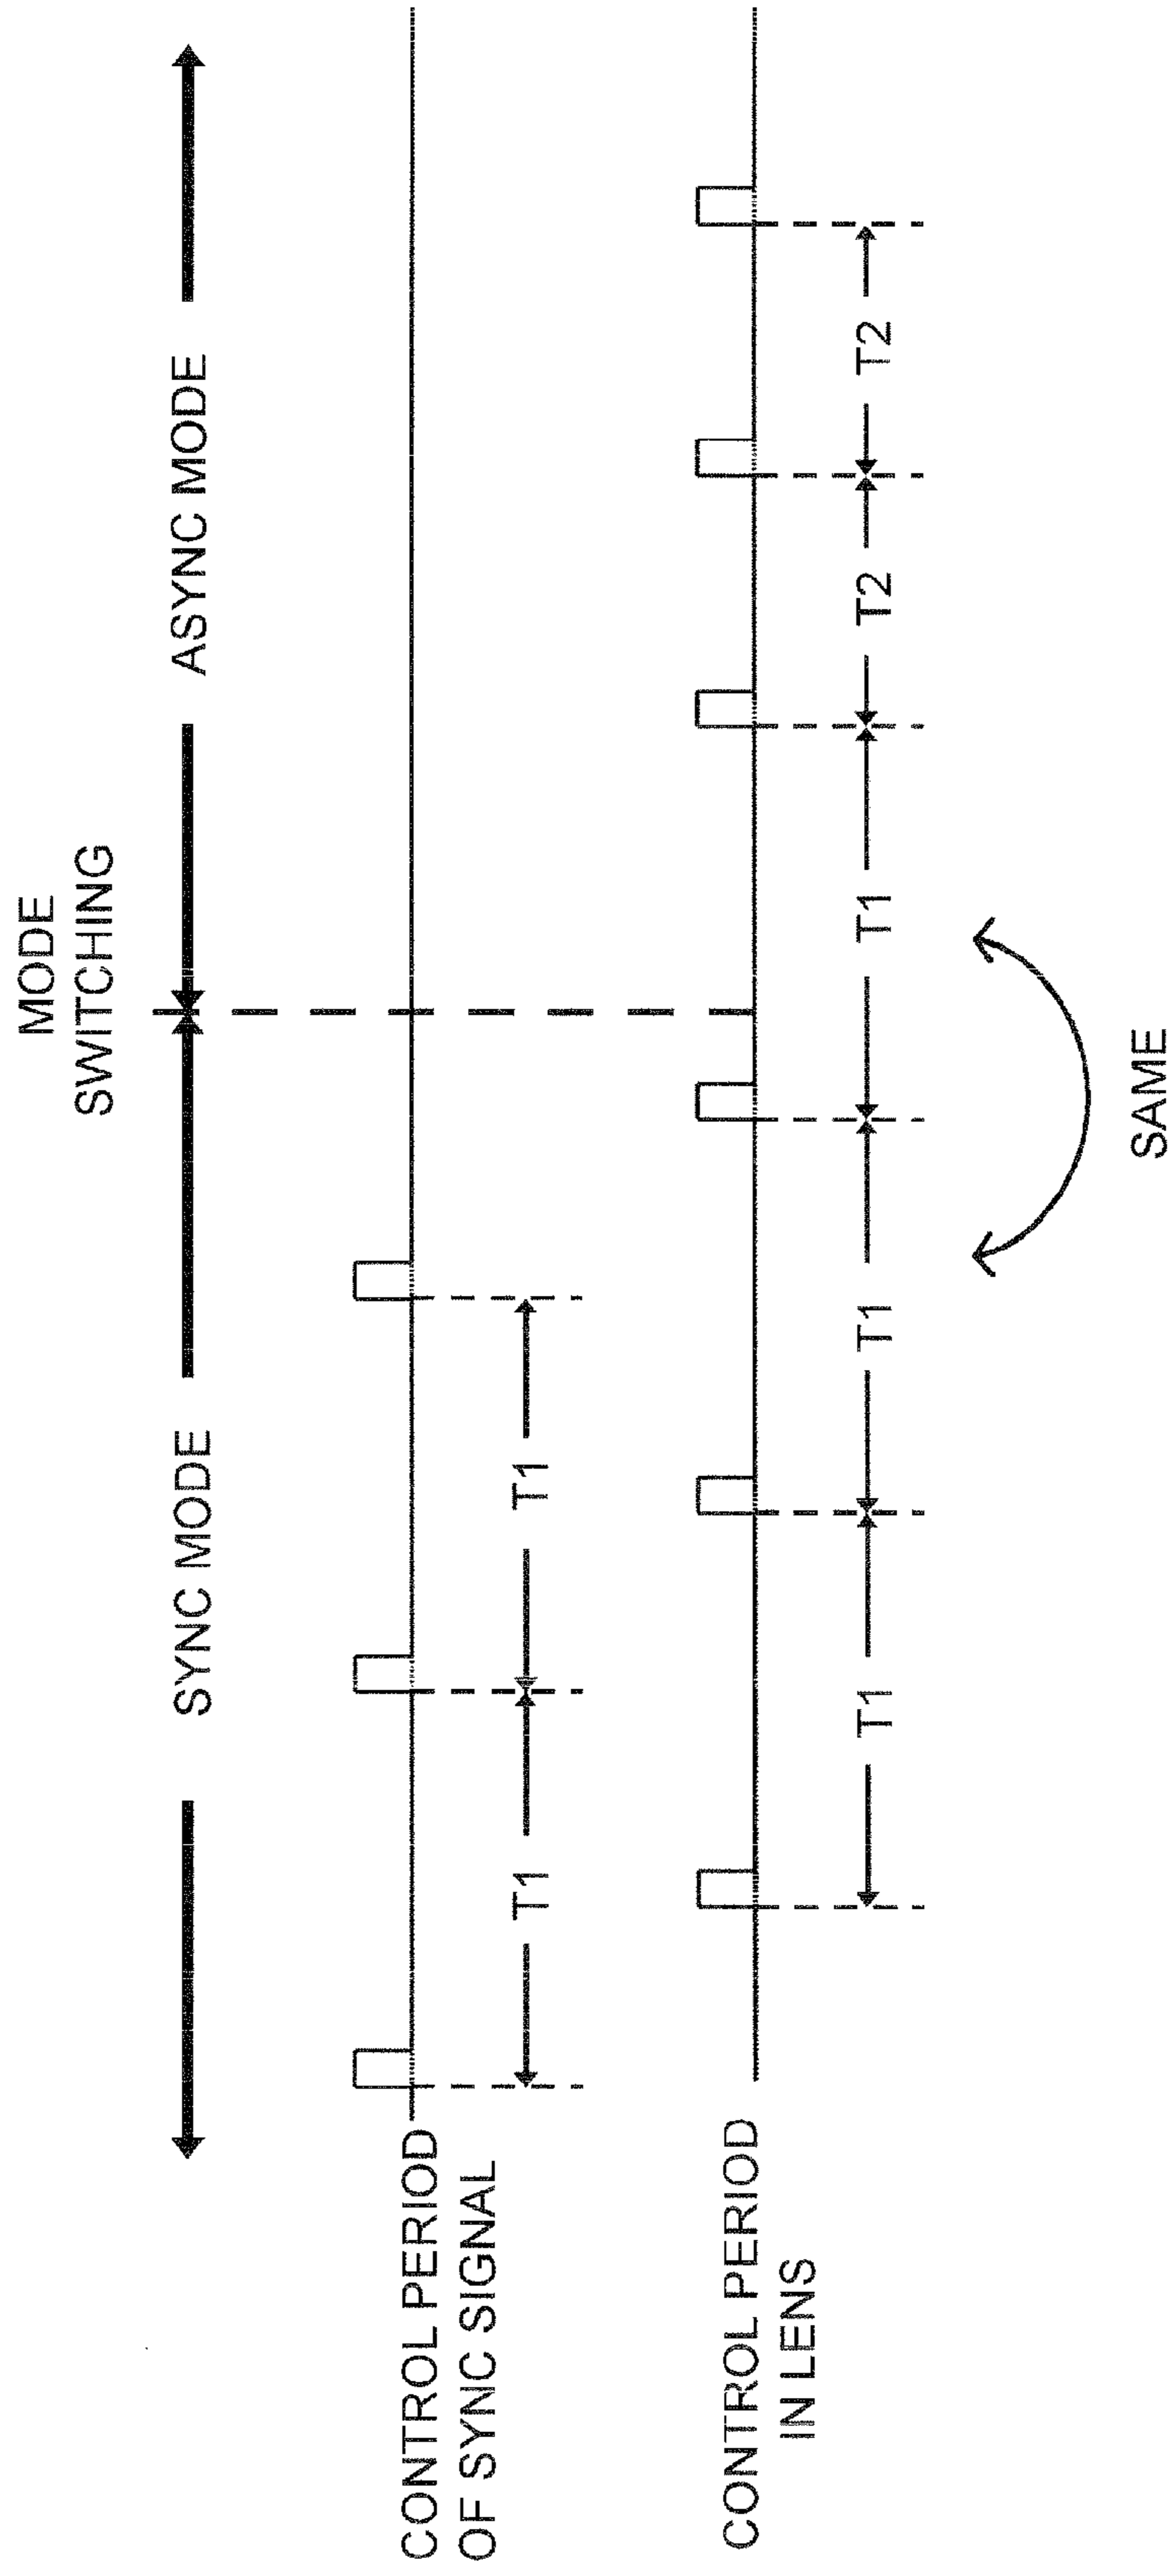 MODE
SWITCHING
SYNC MODE
ASYNC MODE
CONTROL PERIOD
OF SYNC SIGNAL
T1
T1
CONTROL PERIOD
IN LENS
T1
T1
T1
T2
T2
SAME